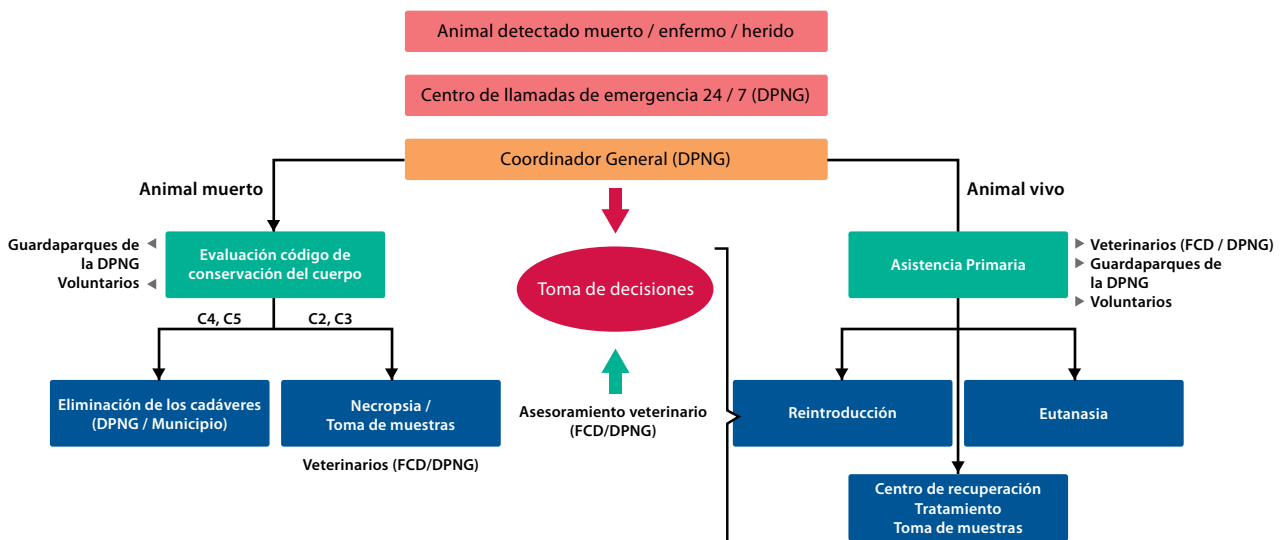 Animal detectado muerto / enfermo / herido
Centro de llamadas de emergencia 24 / 7 (DPNG)
Coordinador General (DPNG)
Animal muerto
Animal vivo
Guardaparques de
la DPNG
Voluntarios
Evaluación código de
conservación del cuerpo
Toma de decisiones
Asistencia Primaria
Veterinarios (FCD / DPNG)
Guardaparques de
la DPNG
Voluntarios
C4, C5
C2, C3
Eliminación de los cadáveres
(DPNG / Municipio)
Necropsia /
Toma de muestras
Veterinarios (FCD/DPNG)
Asesoramiento veterinario
(FCD/DPNG)
Reintroducción
Eutanasia
Centro de recuperación
Tratamiento
Toma de muestras